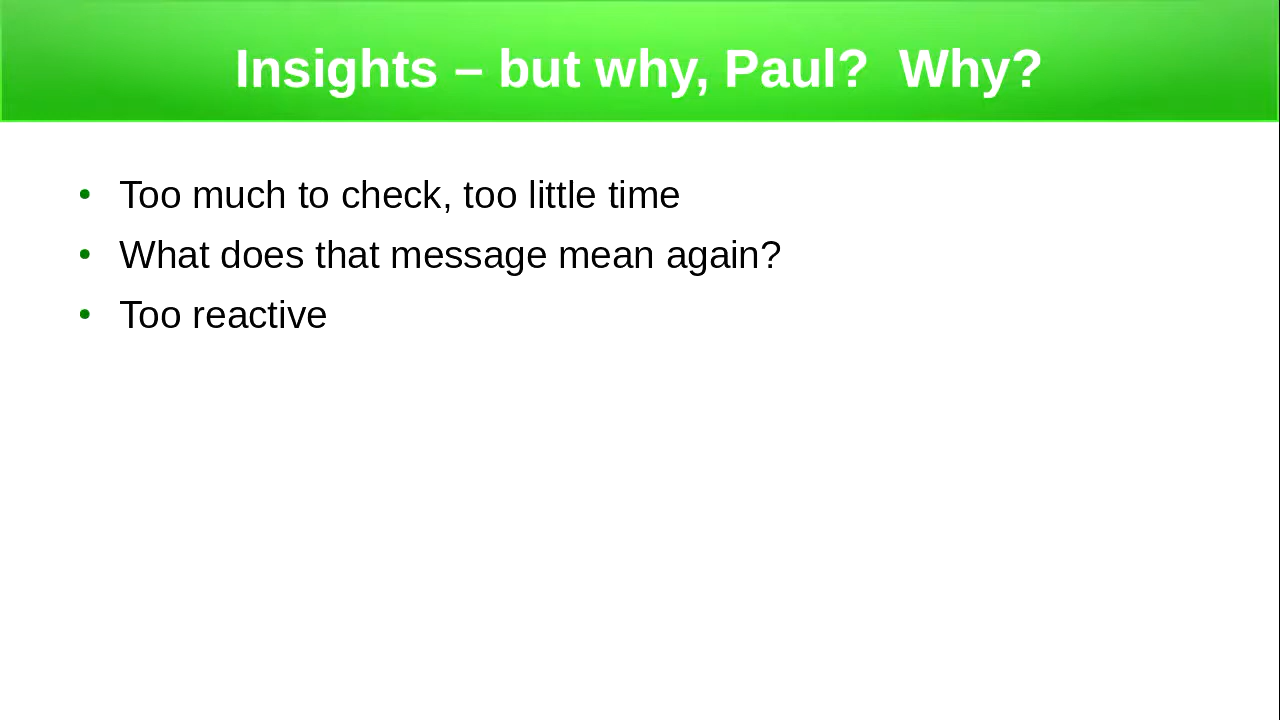 Insights – but why, Paul?  Why?
• Too much to check, too little time
• What does that message mean again?
• Too reactive